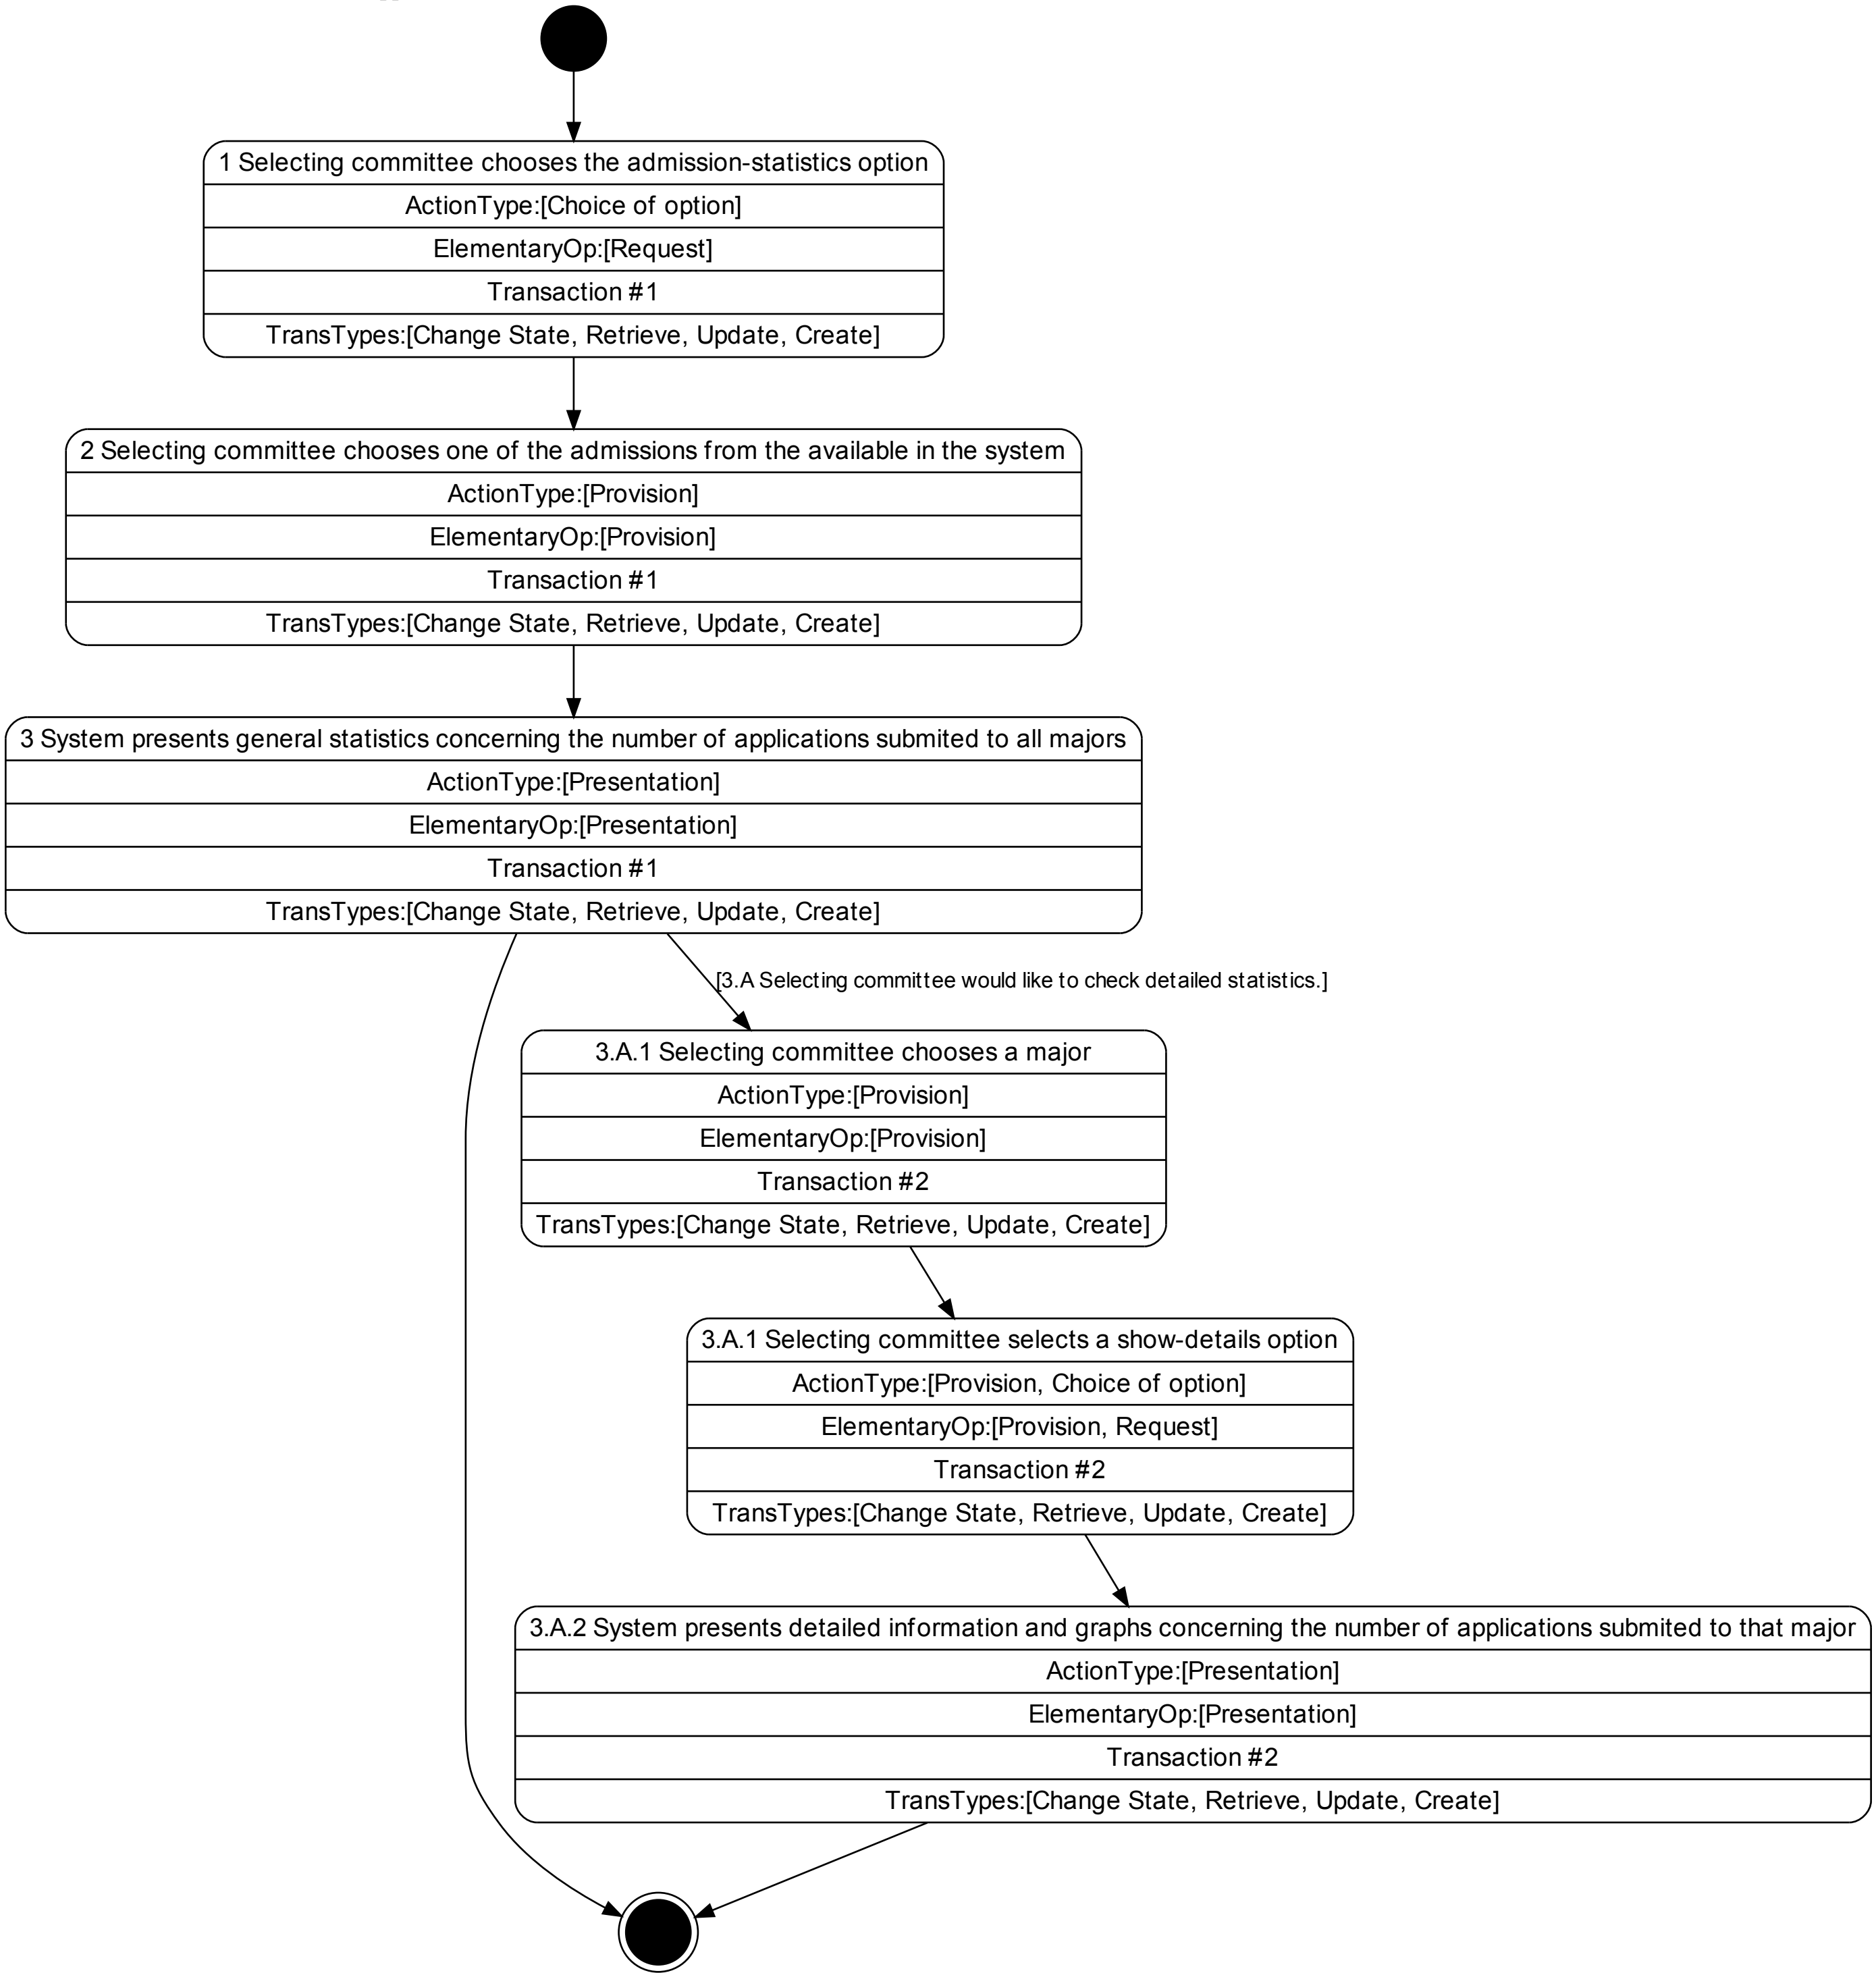 1 Selecting committee chooses the admission-statistics option
ActionType:[Choice of option]
ElementaryOp:[Request]
Transaction #1
TransTypes:[Change State, Retrieve, Update, Create]
2 Selecting committee chooses one of the admissions from the available in the system
ActionType:[Provision]
ElementaryOp:[Provision]
Transaction #1
TransTypes:[Change State, Retrieve, Update, Create]
3 System presents general statistics concerning the number of applications submited to all majors
ActionType:[Presentation]
ElementaryOp:[Presentation]
Transaction #1
TransTypes:[Change State, Retrieve, Update, Create]
[3.A Selecting committee would like to check detailed statistics.]
3.A.1 Selecting committee chooses a major
ActionType:[Provision]
ElementaryOp:[Provision]
Transaction #2
TransTypes:[Change State, Retrieve, Update, Create]
3.A.1 Selecting committee selects a show-details option
ActionType:[Provision, Choice of option]
ElementaryOp:[Provision, Request]
Transaction #2
TransTypes:[Change State, Retrieve, Update, Create]
3.A.2 System presents detailed information and graphs concerning the number of applications submited to that major
ActionType:[Presentation]
ElementaryOp:[Presentation]
Transaction #2
TransTypes:[Change State, Retrieve, Update, Create]